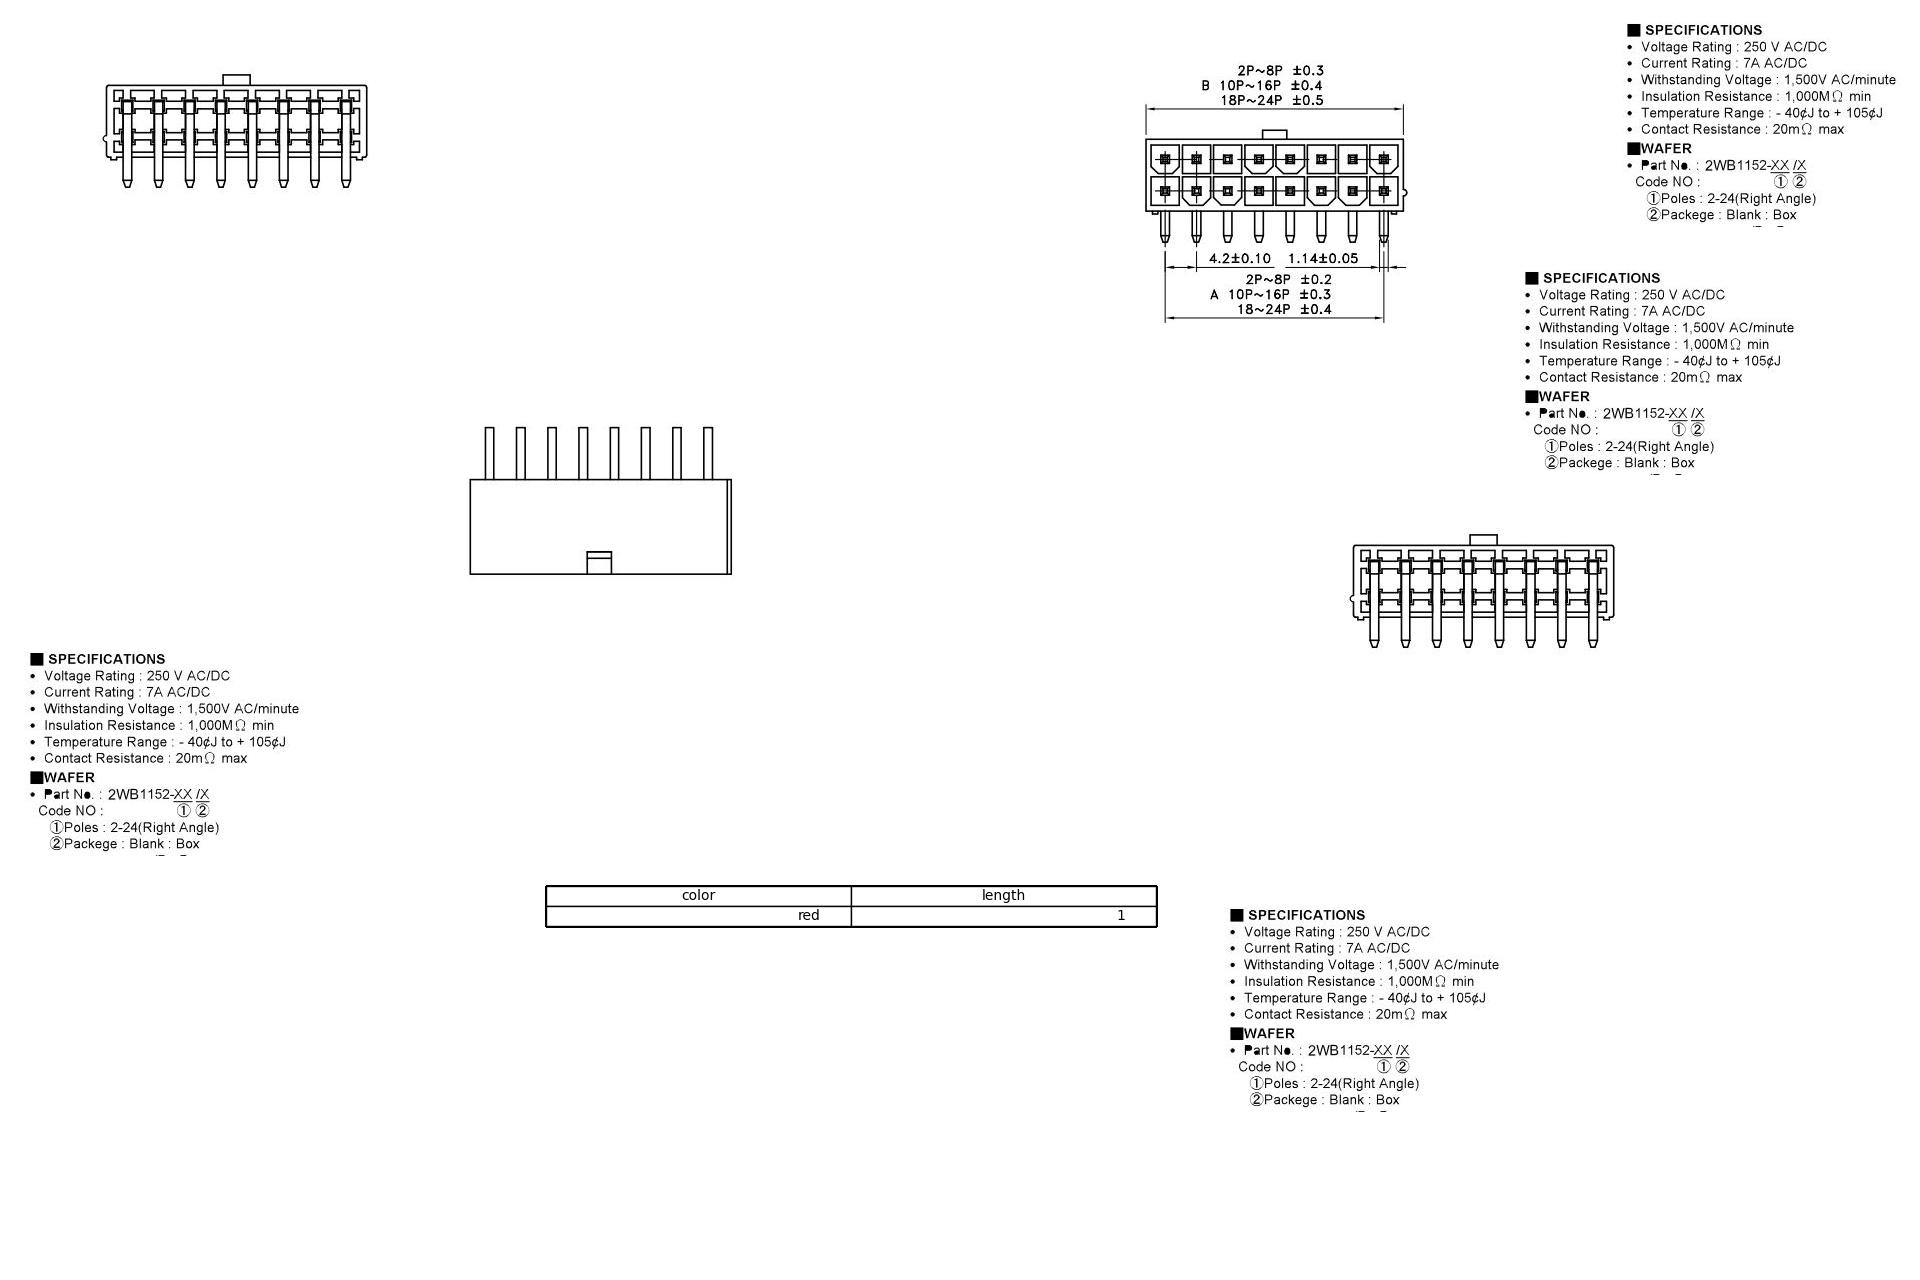 ■ SPECIFICATIONS
• Voltage Rating : 250 V AC/DC
• Current Rating : 7A AC/DC
• Withstanding Voltage : 1,500V AC/minute
• Insulation Resistance : 1,000MΩ min
• Temperature Range : - 40¢J to + 105¢J
• Contact Resistance : 20mΩ max
■WAFER
• Part No. : 2WB1152-XX /X
Code NO : ① ②
①Poles : 2-24(Right Angle)
②Packege : Blank : Box
2P~8P ±0.3
B 10P~16P ±0.4
18P~24P ±0.5
4.2±0.10 1.14±0.05
2P~8P ±0.2
A 10P~16P ±0.3
18~24P ±0.4
■ SPECIFICATIONS
• Voltage Rating : 250 V AC/DC
• Current Rating : 7A AC/DC
• Withstanding Voltage : 1,500V AC/minute
• Insulation Resistance : 1,000MΩ min
• Temperature Range : - 40¢J to + 105¢J
• Contact Resistance : 20mΩ max
■WAFER
• Part No. : 2WB1152-XX /X
Code NO : ① ②
①Poles : 2-24(Right Angle)
②Packege : Blank : Box
■ SPECIFICATIONS
• Voltage Rating : 250 V AC/DC
• Current Rating : 7A AC/DC
• Withstanding Voltage : 1,500V AC/minute
• Insulation Resistance : 1,000MΩ min
• Temperature Range : - 40¢J to + 105¢J
• Contact Resistance : 20mΩ max
■WAFER
• Part No. : 2WB1152-XX /X
Code NO : ① ②
①Poles : 2-24(Right Angle)
②Packege : Blank : Box
color length
red 1
■ SPECIFICATIONS
• Voltage Rating : 250 V AC/DC
• Current Rating : 7A AC/DC
• Withstanding Voltage : 1,500V AC/minute
• Insulation Resistance : 1,000MΩ min
• Temperature Range : - 40¢J to + 105¢J
• Contact Resistance : 20mΩ max
■WAFER
• Part No. : 2WB1152-XX /X
Code NO : ① ②
①Poles : 2-24(Right Angle)
②Packege : Blank : Box